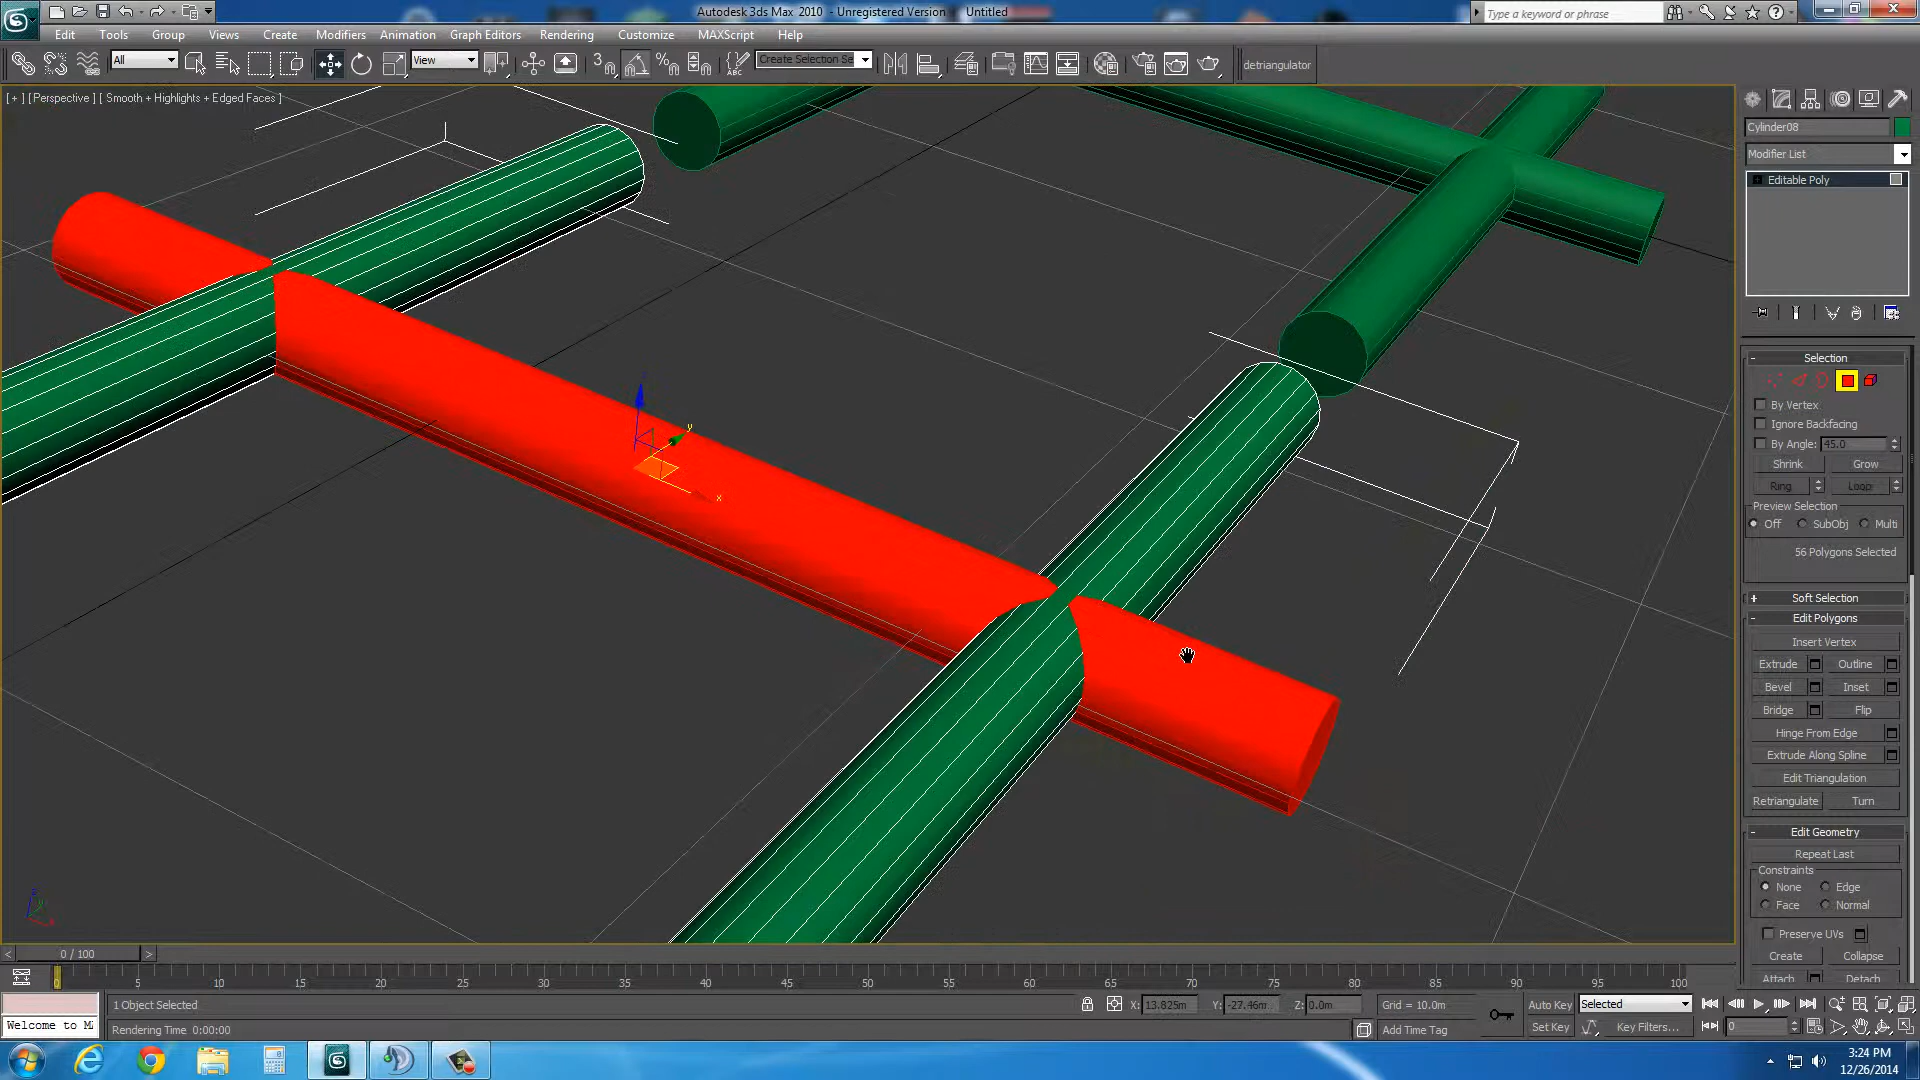 Autodesk 3ds Max 2010 - Unregistered Version Untitled
Type a keyword or phrase
Edit Tools Group Views Create Modifiers Animation Graph Editors Rendering Customize MAXScript Help
All View 3 Create Selection Se detriangulator
[ + ] [ Perspective ] [ Smooth + Highlights + Edged Faces ]
Cylinder08
Modifier List
Editable Poly
- Selection
By Vertex
Ignore Backfacing
By Angle: 45.0
Shrink Grow
Ring Loop
Preview Selection
Off SubObj Multi
56 Polygons Selected
+ Soft Selection
- Edit Polygons
Insert Vertex
Extrude Outline
Bevel Inset
Bridge Flip
Hinge From Edge
Extrude Along Spline
Edit Triangulation
Retriangulate Turn
- Edit Geometry
Repeat Last
Constraints
None Edge
Face Normal
Preserve UVs
Create Collapse
Attach Detach
y
x
< 0 / 100 >
0 5 10 15 20 25 30 35 40 45 50 55 60 65 70 75 80 85 90 95 100
1 Object Selected X: 13.825m Y: -27.46m Z: 0.0m Grid = 10.0m Auto Key Selected
Welcome to M Rendering Time 0:00:00 Add Time Tag Set Key Key Filters... 0
3:24 PM
12/26/2014